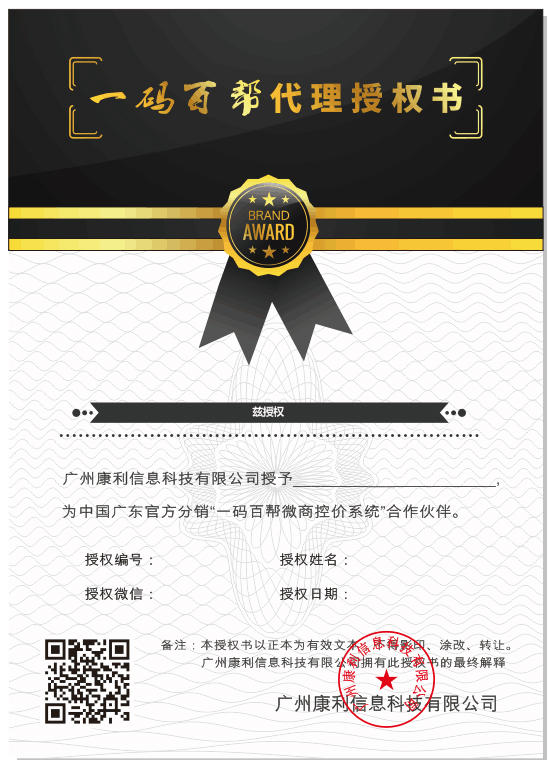 一码百帮代理授权书
BRAND
AWARD
兹授权
广州康利信息科技有限公司授予________________________,
为中国广东官方分销“一码百帮微商控价系统”合作伙伴。
授权编号： 授权姓名：
授权微信： 授权日期：
备注：本授权书以正本为有效文本，不得影印、涂改、转让。
广州康利信息科技有限公司拥有此授权书的最终解释
广州康利信息科技有限公司
广州康利信息科技有限公司